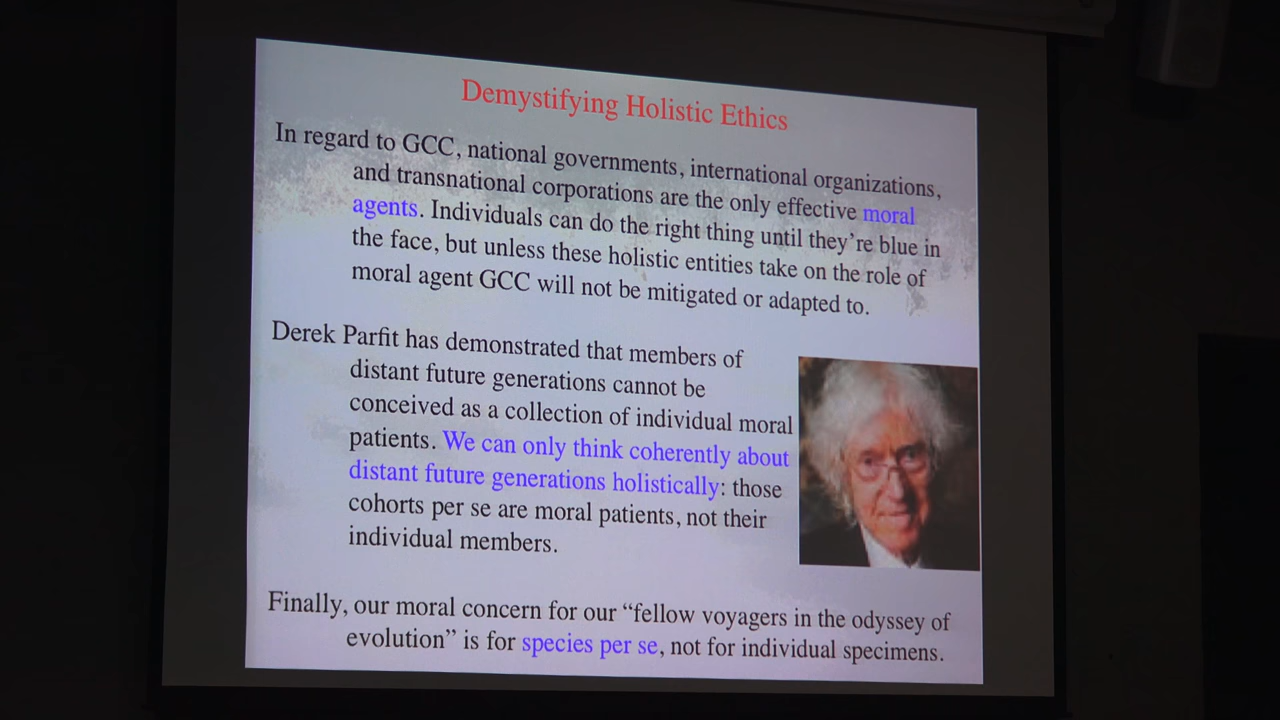 Demystifying Holistic Ethics
In regard to GCC, national governments, international organizations,
and transnational corporations are the only effective moral
agents. Individuals can do the right thing until they're blue in
the face, but unless these holistic entities take on the role of
moral agent GCC will not be mitigated or adapted to.
Derek Parfit has demonstrated that members of
distant future generations cannot be
conceived as a collection of individual moral
patients. We can only think coherently about
distant future generations holistically: those
cohorts per se are moral patients, not their
individual members.
Finally, our moral concern for our “fellow voyagers in the odyssey of
evolution” is for species per se, not for individual specimens.